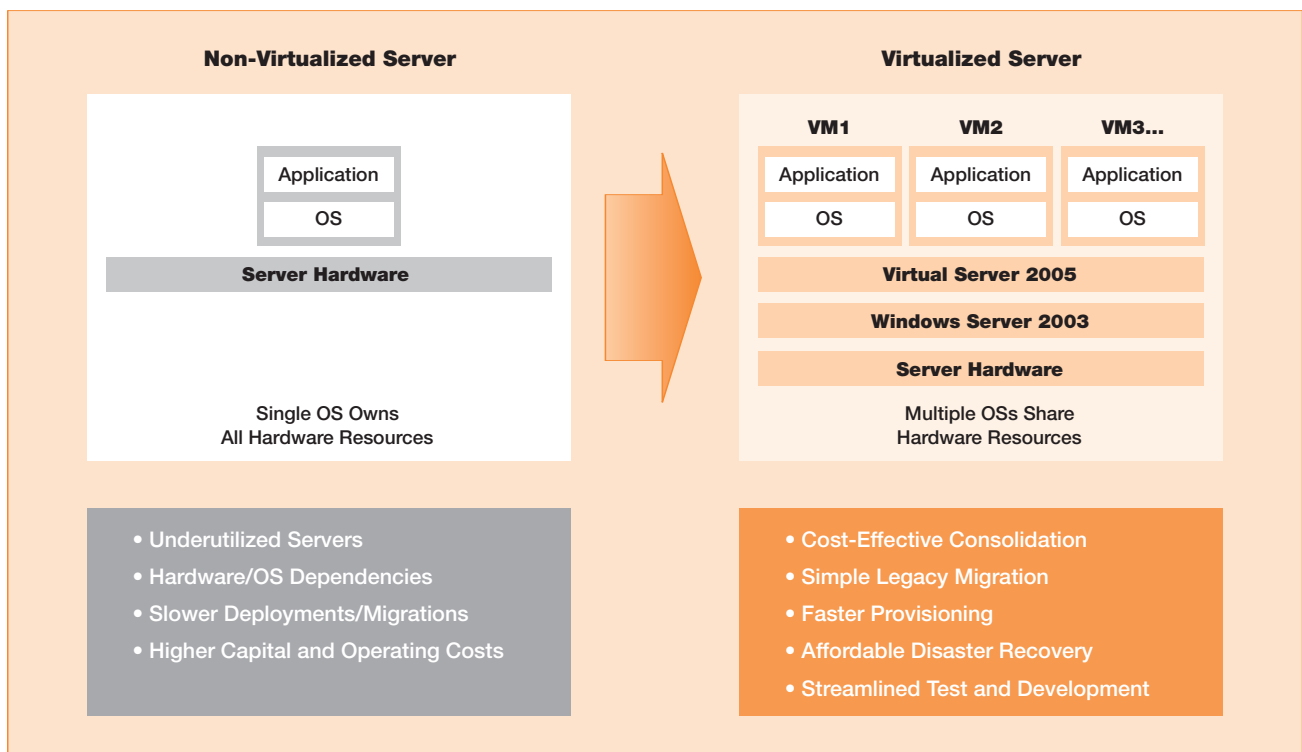 Non-Virtualized Server
Application
OS
Server Hardware
Single OS Owns
All Hardware Resources
• Underutilized Servers
• Hardware/OS Dependencies
• Slower Deployments/Migrations
• Higher Capital and Operating Costs
Virtualized Server
VM1 VM2 VM3...
Application Application Application
OS OS OS
Virtual Server 2005
Windows Server 2003
Server Hardware
Multiple OSs Share
Hardware Resources
• Cost-Effective Consolidation
• Simple Legacy Migration
• Faster Provisioning
• Affordable Disaster Recovery
• Streamlined Test and Development